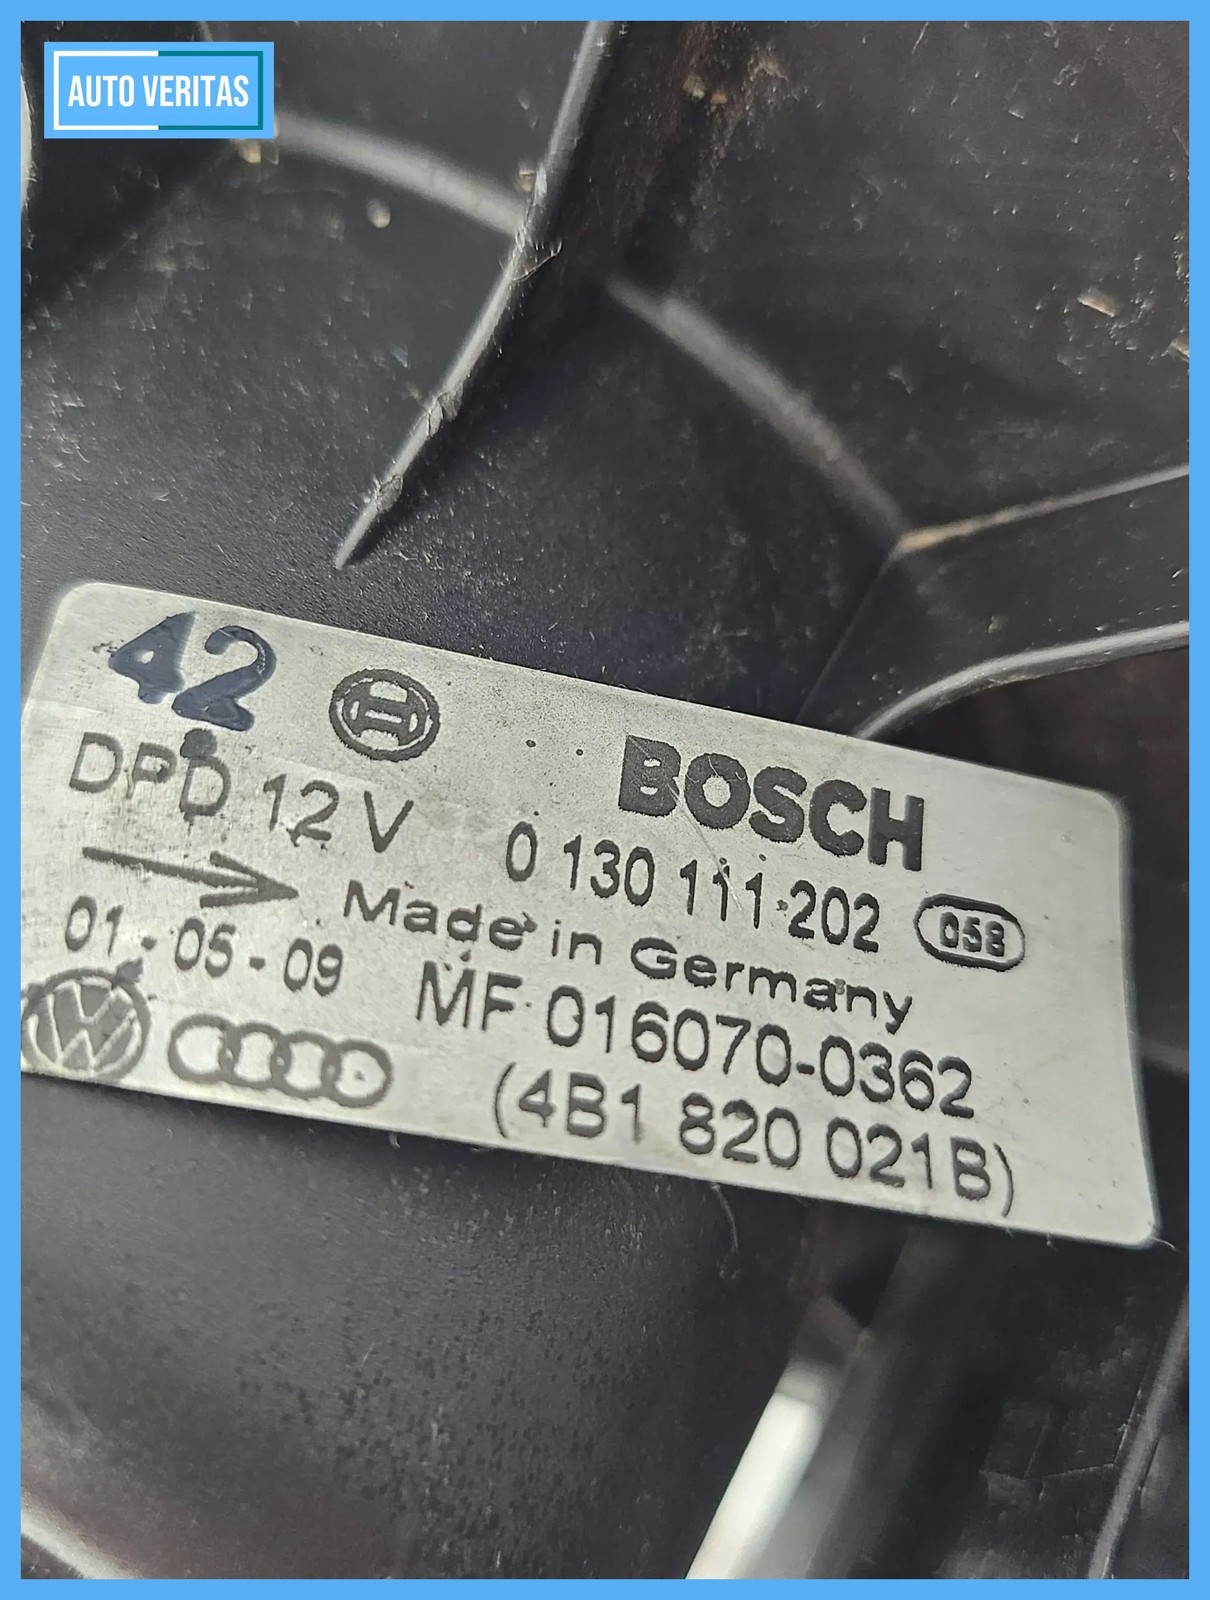 AUTO VERITAS
42
BOSCH
DPD 12 V
0 130 111 202 058
Made in Germany
01-05-09
MF 016070-0362
(4B1 820 021B)